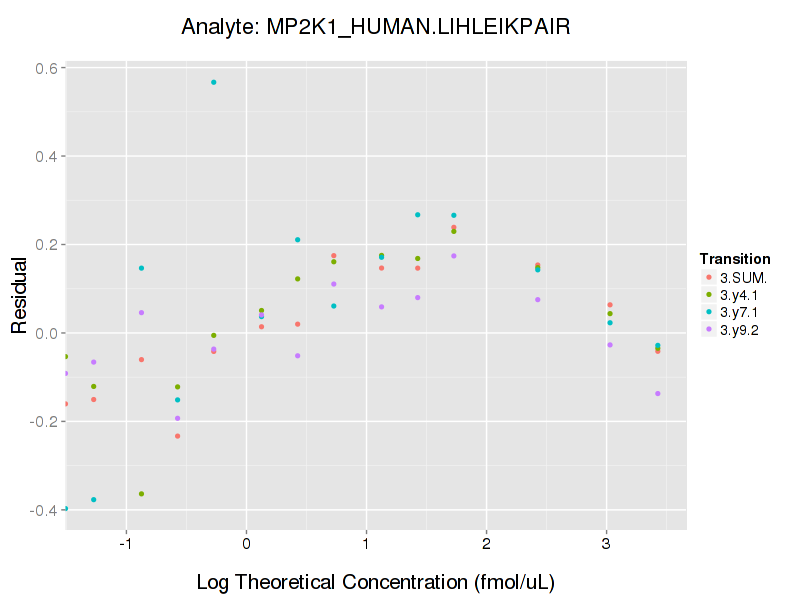 Analyte: MP2K1_HUMAN.LIHLEIKPAIR
Residual
0.6
0.4
0.2
0.0
-0.2
-0.4
-1 0 1 2 3
Log Theoretical Concentration (fmol/uL)
Transition
3.SUM.
3.y4.1
3.y7.1
3.y9.2